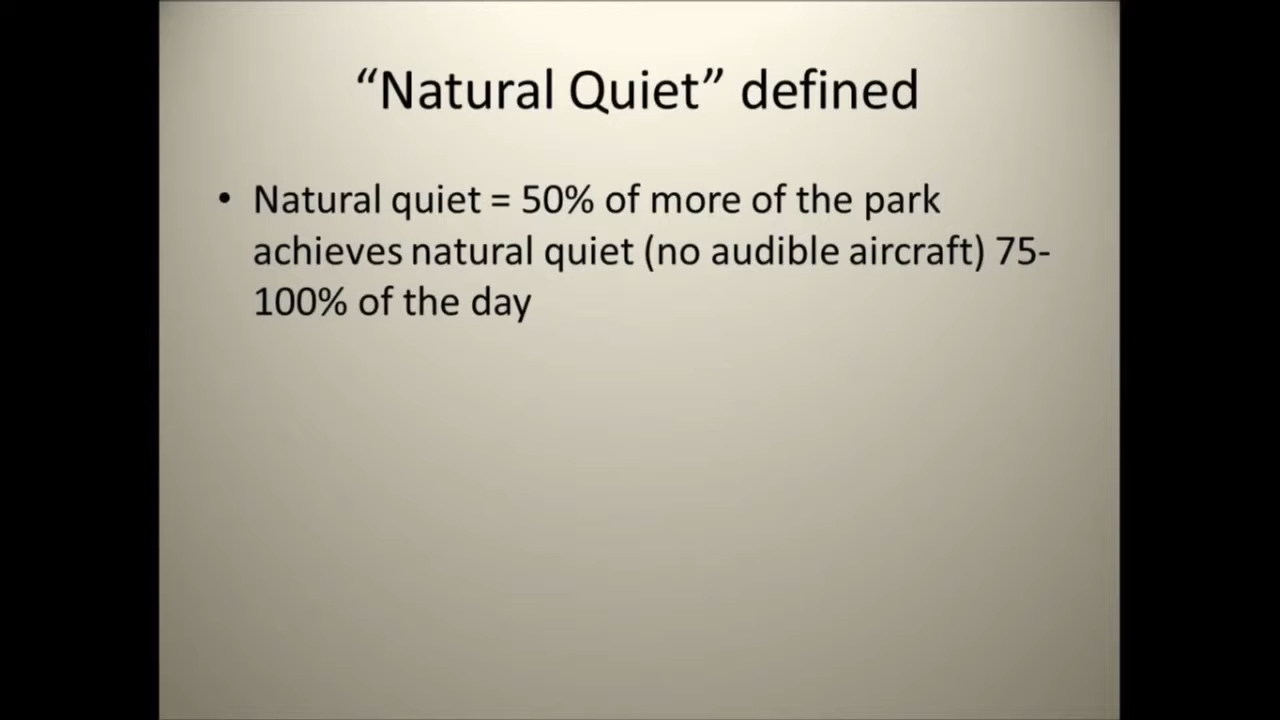 “Natural Quiet” defined
• Natural quiet = 50% of more of the park
achieves natural quiet (no audible aircraft) 75-
100% of the day